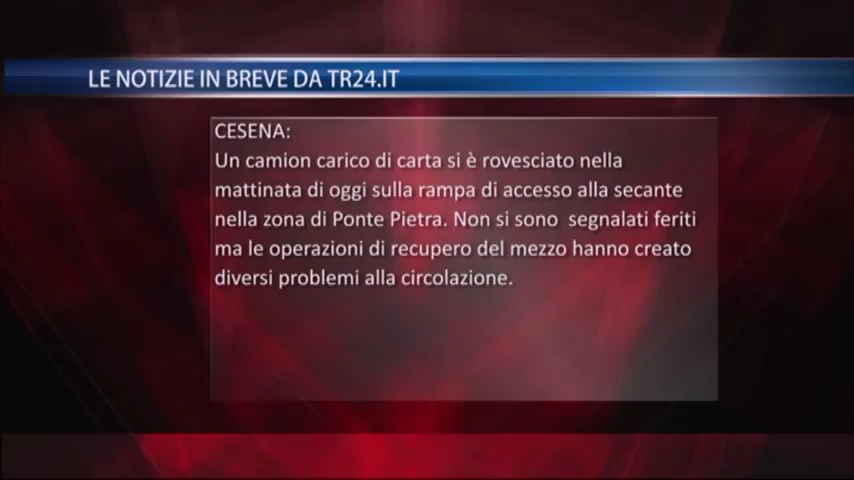 LE NOTIZIE IN BREVE DA TR24.IT
CESENA:
Un camion carico di carta si è rovesciato nella
mattinata di oggi sulla rampa di accesso alla secante
nella zona di Ponte Pietra. Non si sono  segnalati feriti
ma le operazioni di recupero del mezzo hanno creato
diversi problemi alla circolazione.